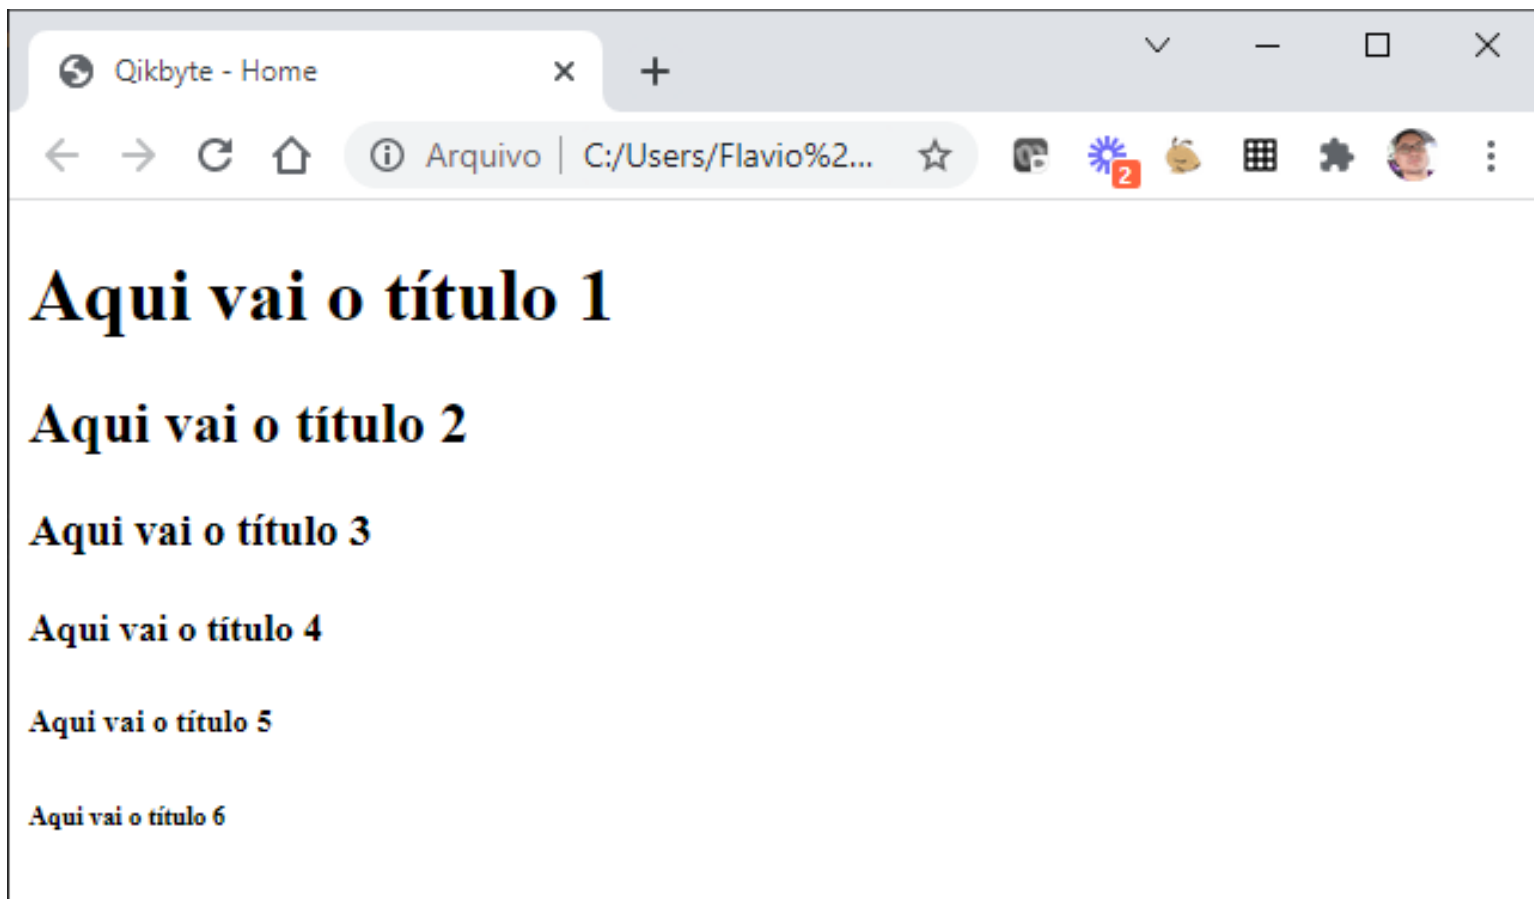 Qikbyte - Home
Arquivo | C:/Users/Flavio%2...
2
Aqui vai o título 1
Aqui vai o título 2
Aqui vai o título 3
Aqui vai o título 4
Aqui vai o título 5
Aqui vai o título 6